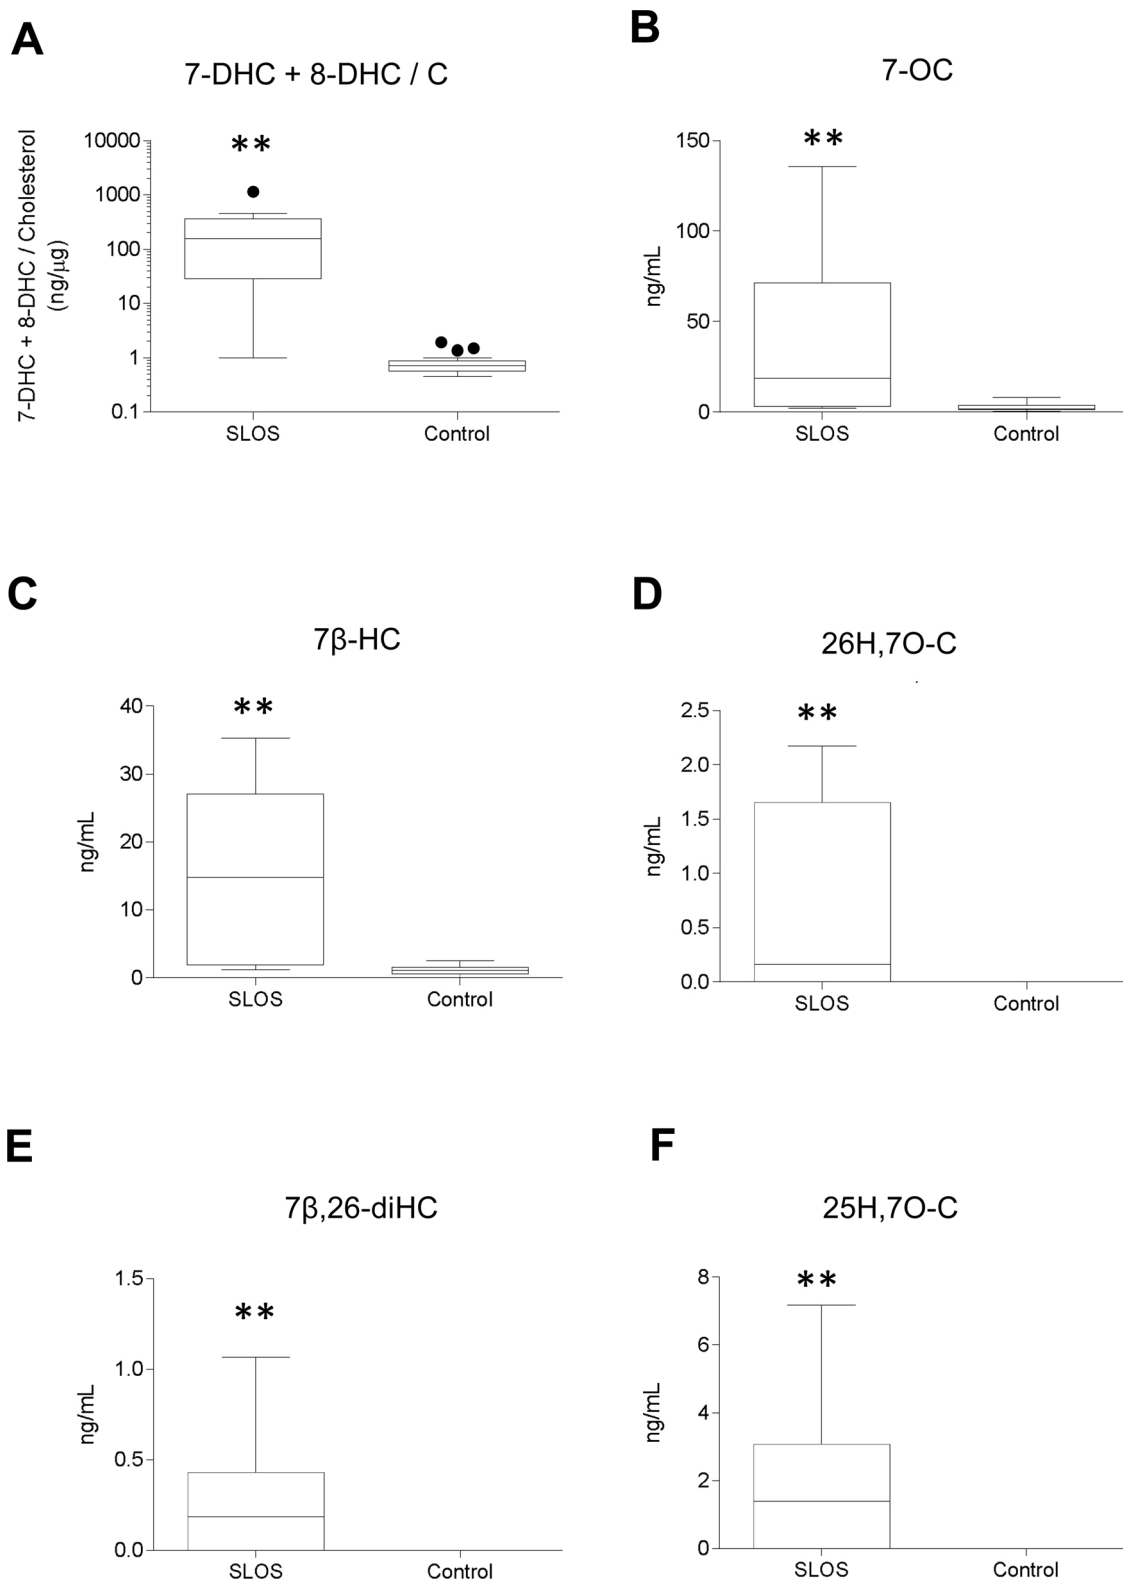 A
7-DHC + 8-DHC / C
7-DHC + 8-DHC / Cholesterol
(ng/μg)
10000
1000
100
10
1
0.1
**
SLOS
Control
B
7-OC
ng/mL
150
100
50
0
**
SLOS
Control
C
7β-HC
ng/mL
40
30
20
10
0
**
SLOS
Control
D
26H,7O-C
ng/mL
2.5
2.0
1.5
1.0
0.5
0.0
**
SLOS
Control
E
7β,26-diHC
ng/mL
1.5
1.0
0.5
0.0
**
SLOS
Control
F
25H,7O-C
ng/mL
8
6
4
2
0
**
SLOS
Control